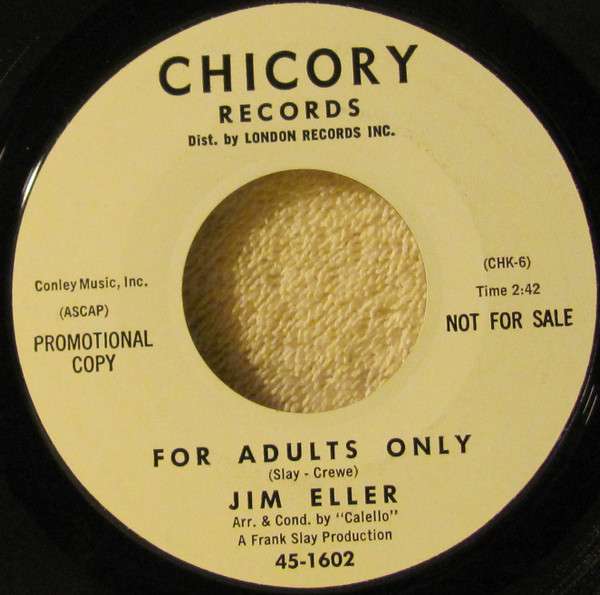 CHICORY
RECORDS
Dist. by LONDON RECORDS INC.
Conley Music, Inc.
(ASCAP)
PROMOTIONAL
COPY
(CHK-6)
Time 2:42
NOT FOR SALE
FOR ADULTS ONLY
(Slay - Crewe)
JIM ELLER
Arr. & Cond. by "Calello"
A Frank Slay Production
45-1602